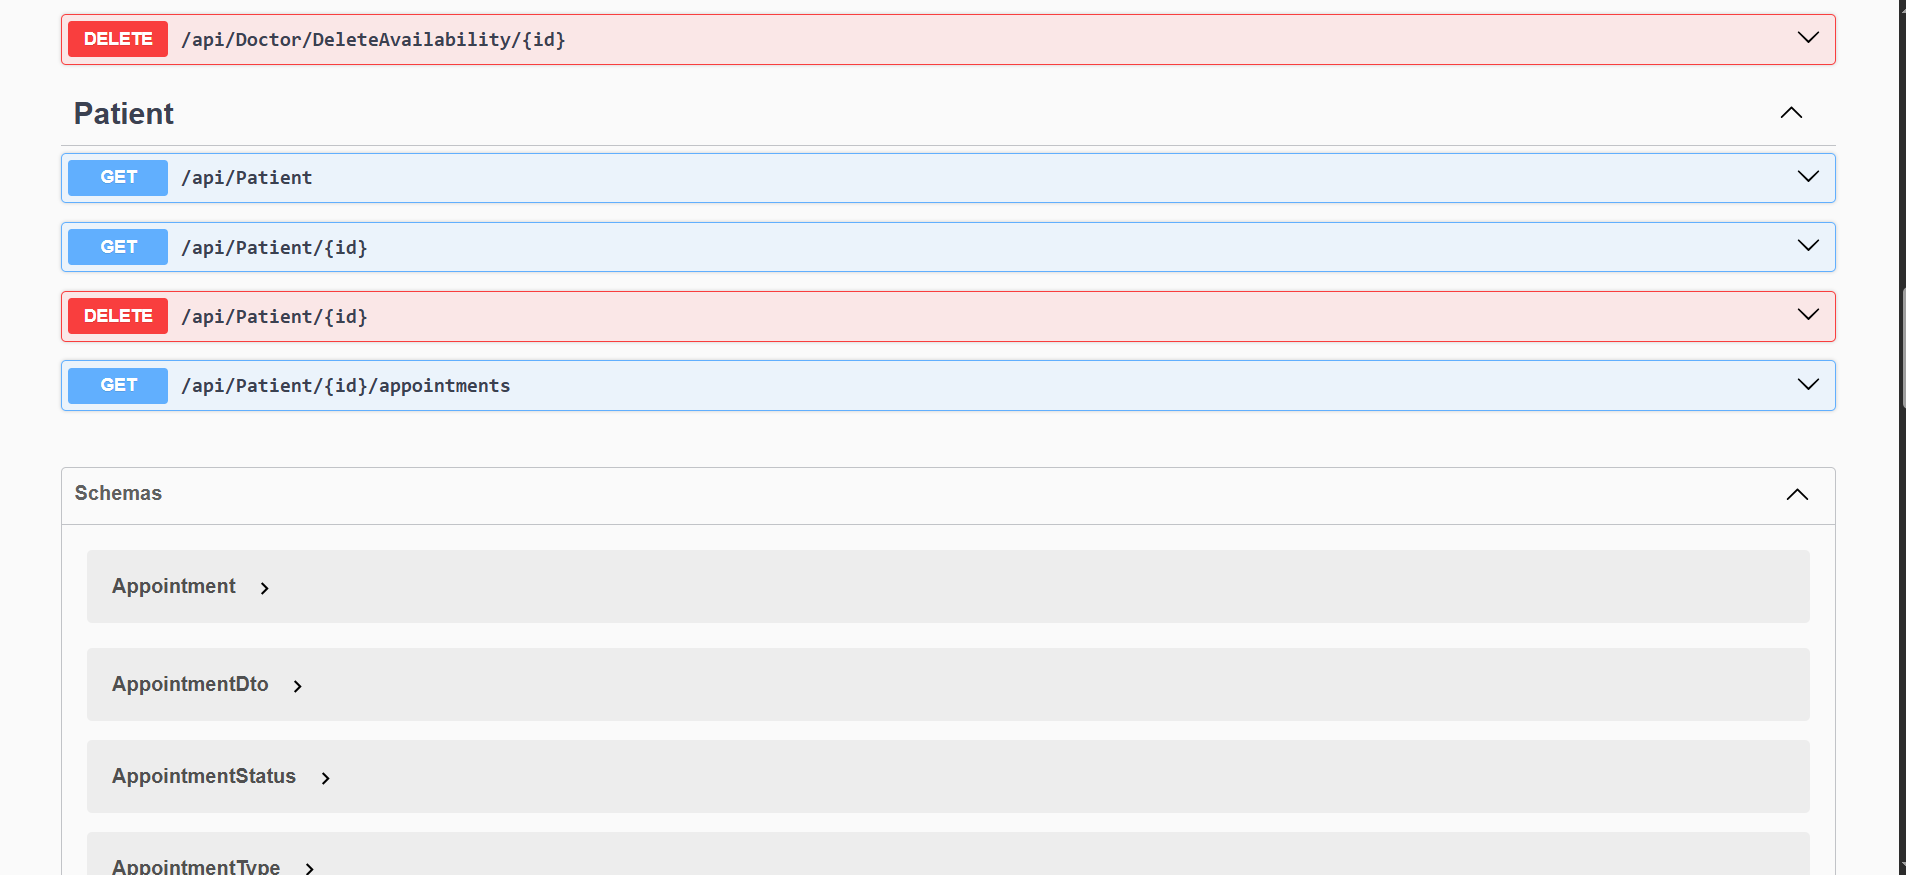 DELETE /api/Doctor/DeleteAvailability/{id}
Patient
GET /api/Patient
GET /api/Patient/{id}
DELETE /api/Patient/{id}
GET /api/Patient/{id}/appointments
Schemas
Appointment
AppointmentDto
AppointmentStatus
AppointmentType